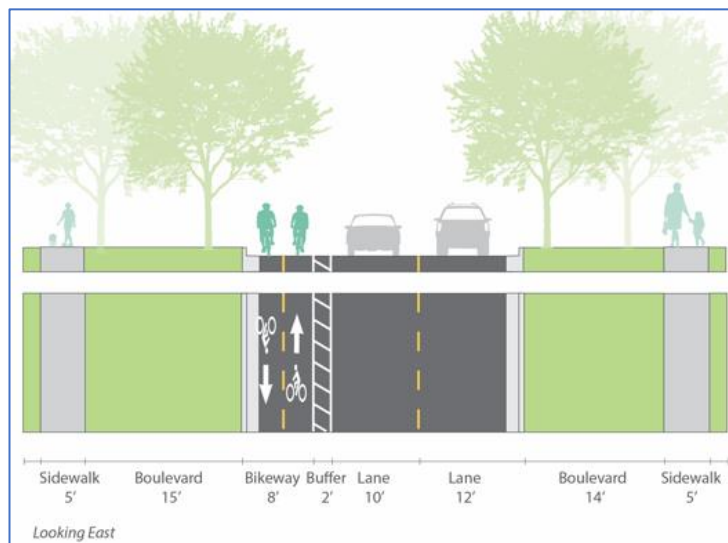 Sidewalk Boulevard Bikeway Buffer Lane Lane Boulevard Sidewalk
5’ 15’ 8’ 2’ 10’ 12’ 14’ 5’
Looking East